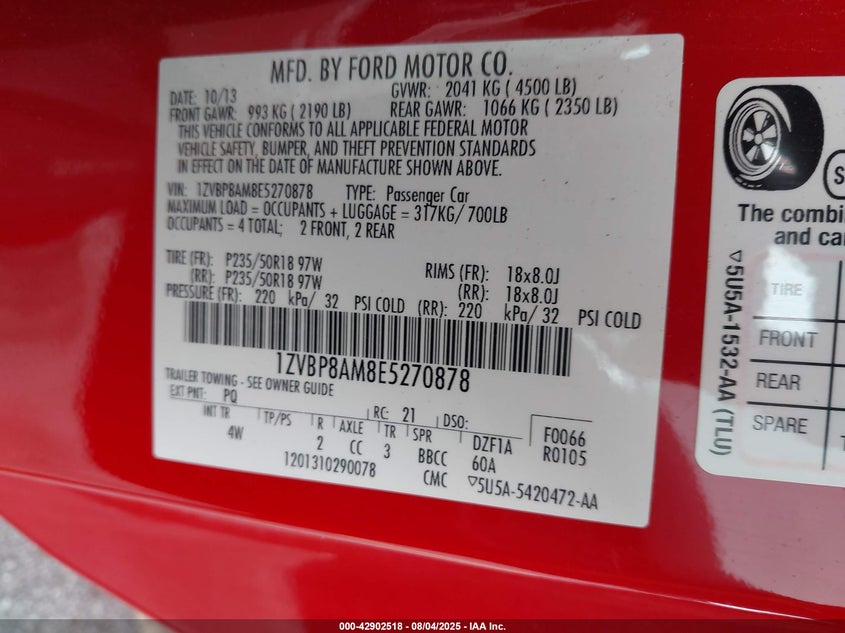 MFD. BY FORD MOTOR CO.
DATE: 10/13 GVWR: 2041 KG ( 4500 LB)
FRONT GAWR: 993 KG ( 2190 LB) REAR GAWR: 1066 KG ( 2350 LB)
THIS VEHICLE CONFORMS TO ALL APPLICABLE FEDERAL MOTOR
VEHICLE SAFETY, BUMPER, AND THEFT PREVENTION STANDARDS
IN EFFECT ON THE DATE OF MANUFACTURE SHOWN ABOVE.
VIN: 1ZVBP8AM8E5270878 TYPE: Passenger Car
MAXIMUM LOAD = OCCUPANTS + LUGGAGE = 317KG/700LB
OCCUPANTS = 4 TOTAL; 2 FRONT, 2 REAR
TIRE (FR): P235/50R18 97W RIMS (FR): 18x8.0J
(RR): P235/50R18 97W (RR): 18x8.0J
PRESSURE (FR): 220 kPa/ 32 PSI COLD (RR): 220 kPa/ 32 PSI COLD
1ZVBP8AM8E5270878
TRAILER TOWING - SEE OWNER GUIDE
EXT PNT: PQ RC: 21 DSO:
INT TR TP/PS R AXLE TR SPR DZF1A F0066
4W 2 CC 3 BBCC 60A R0105
1201310290078 CMC ▽5U5A-5420472-AA
▽5U5A-1532-AA (TLU)
The combi
and ca
TIRE
FRONT
REAR
SPARE
000-42902518 - 08/04/2025 - IAA Inc.